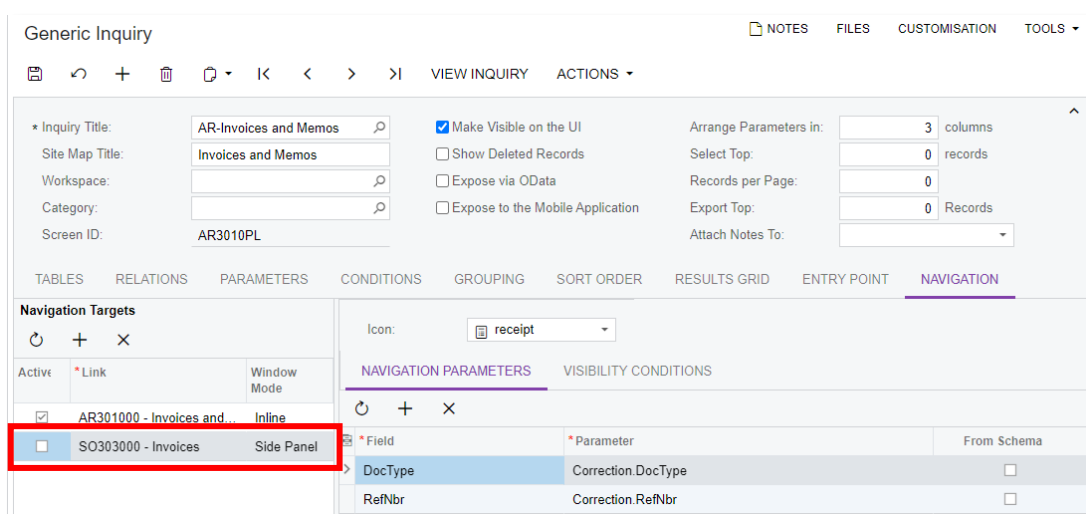 Generic Inquiry
NOTES FILES CUSTOMISATION TOOLS
VIEW INQUIRY ACTIONS
* Inquiry Title: AR-Invoices and Memos Make Visible on the UI Arrange Parameters in: 3 columns
Site Map Title: Invoices and Memos Show Deleted Records Select Top: 0 records
Workspace: Expose via OData Records per Page: 0
Category: Expose to the Mobile Application Export Top: 0 Records
Screen ID: AR3010PL Attach Notes To:
TABLES RELATIONS PARAMETERS CONDITIONS GROUPING SORT ORDER RESULTS GRID ENTRY POINT NAVIGATION
Navigation Targets
Icon: receipt
Active * Link Window Mode
NAVIGATION PARAMETERS VISIBILITY CONDITIONS
AR301000 - Invoices and... Inline
SO303000 - Invoices Side Panel
* Field * Parameter From Schema
DocType Correction.DocType
RefNbr Correction.RefNbr